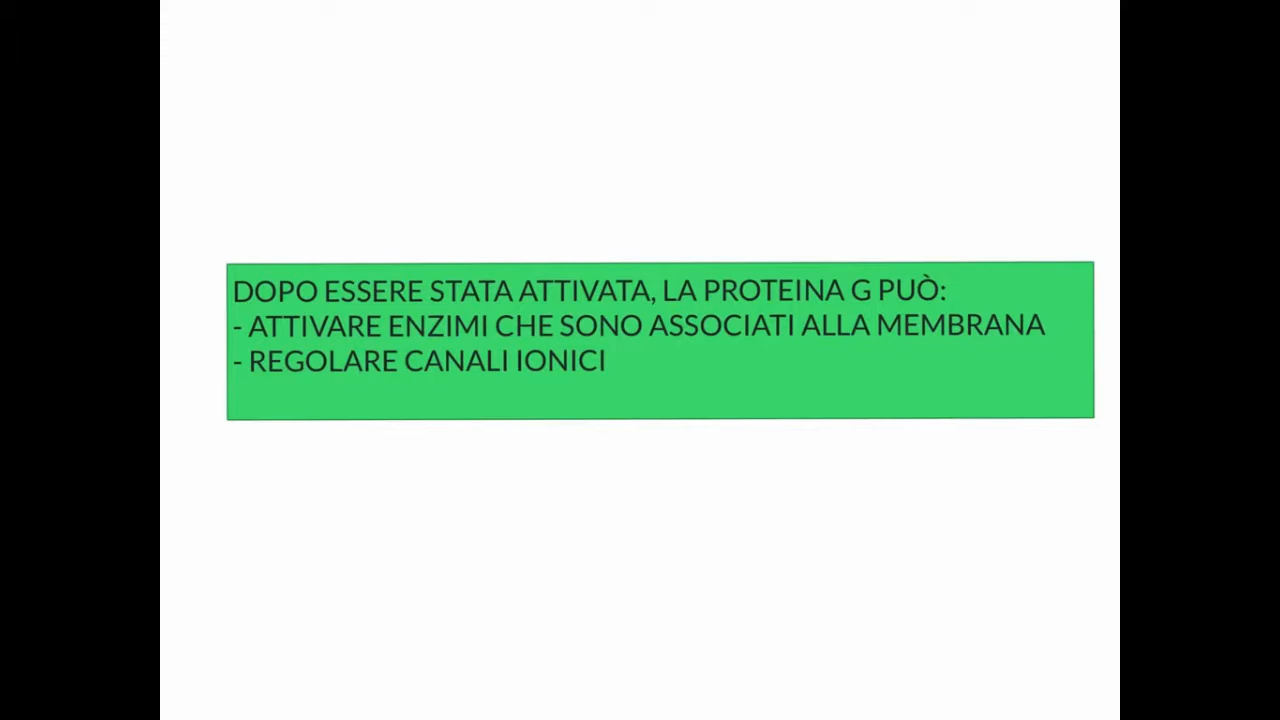 DOPO ESSERE STATA ATTIVATA, LA PROTEINA G PUÒ:
- ATTIVARE ENZIMI CHE SONO ASSOCIATI ALLA MEMBRANA
- REGOLARE CANALI IONICI